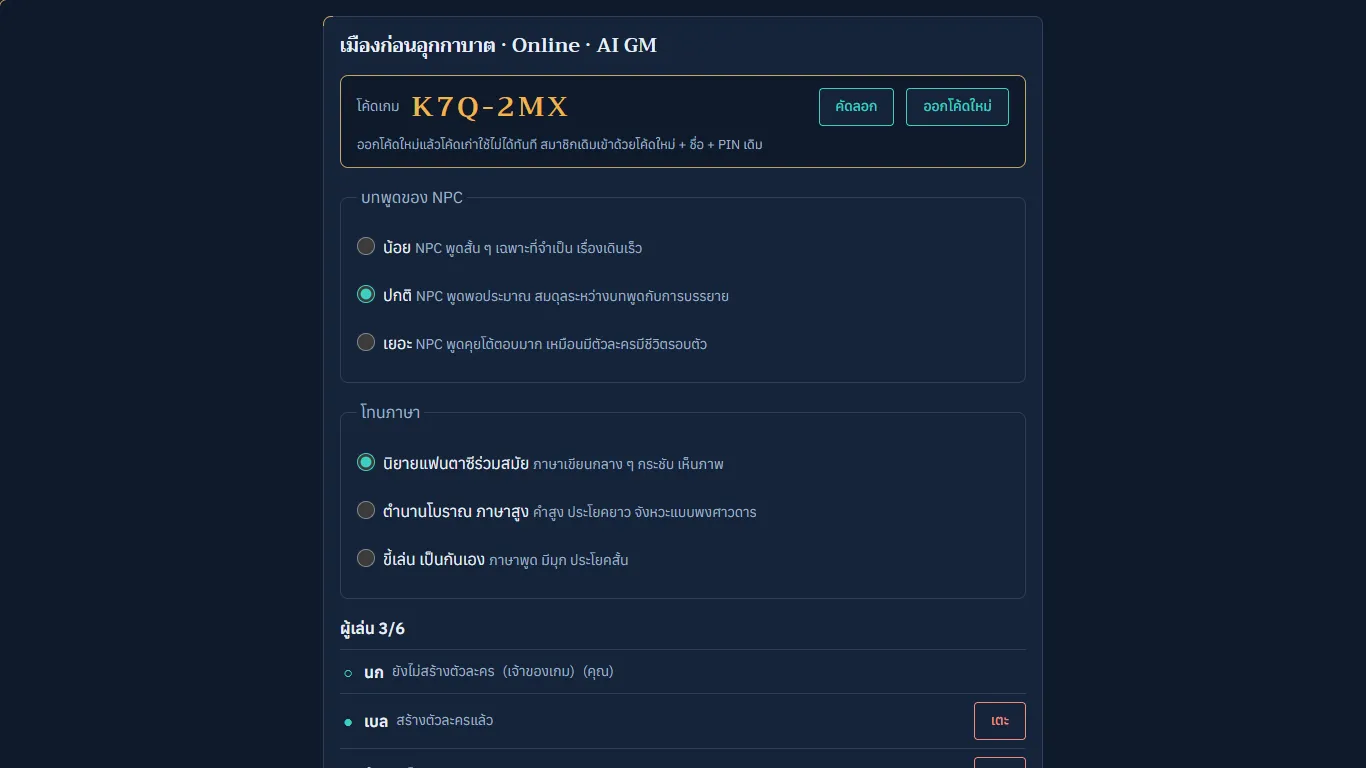 เมืองก่อนอุกกาบาต · Online · AI GM
โค้ดเกม K7Q-2MX
คัดลอก
ออกโค้ดใหม่
ออกโค้ดใหม่แล้วโค้ดเก่าใช้ไม่ได้ทันที สมาชิกเดิมเข้าด้วยโค้ดใหม่ + ชื่อ + PIN เดิม
บทพูดของ NPC
น้อย NPC พูดสั้น ๆ เฉพาะที่จำเป็น เรื่องเดินเร็ว
ปกติ NPC พูดพอประมาณ สมดุลระหว่างบทพูดกับการบรรยาย
เยอะ NPC พูดคุยโต้ตอบมาก เหมือนมีตัวละครมีชีวิตรอบตัว
โทนภาษา
นิยายแฟนตาซีร่วมสมัย ภาษาเขียนกลาง ๆ กระชับ เห็นภาพ
ตำนานโบราณ ภาษาสูง คำสูง ประโยคยาว จังหวะแบบพงศาวดาร
ขี้เล่น เป็นกันเอง ภาษาพูด มีมุก ประโยคสั้น
ผู้เล่น 3/6
นก ยังไม่สร้างตัวละคร (เจ้าของเกม) (คุณ)
เบล สร้างตัวละครแล้ว
เตะ